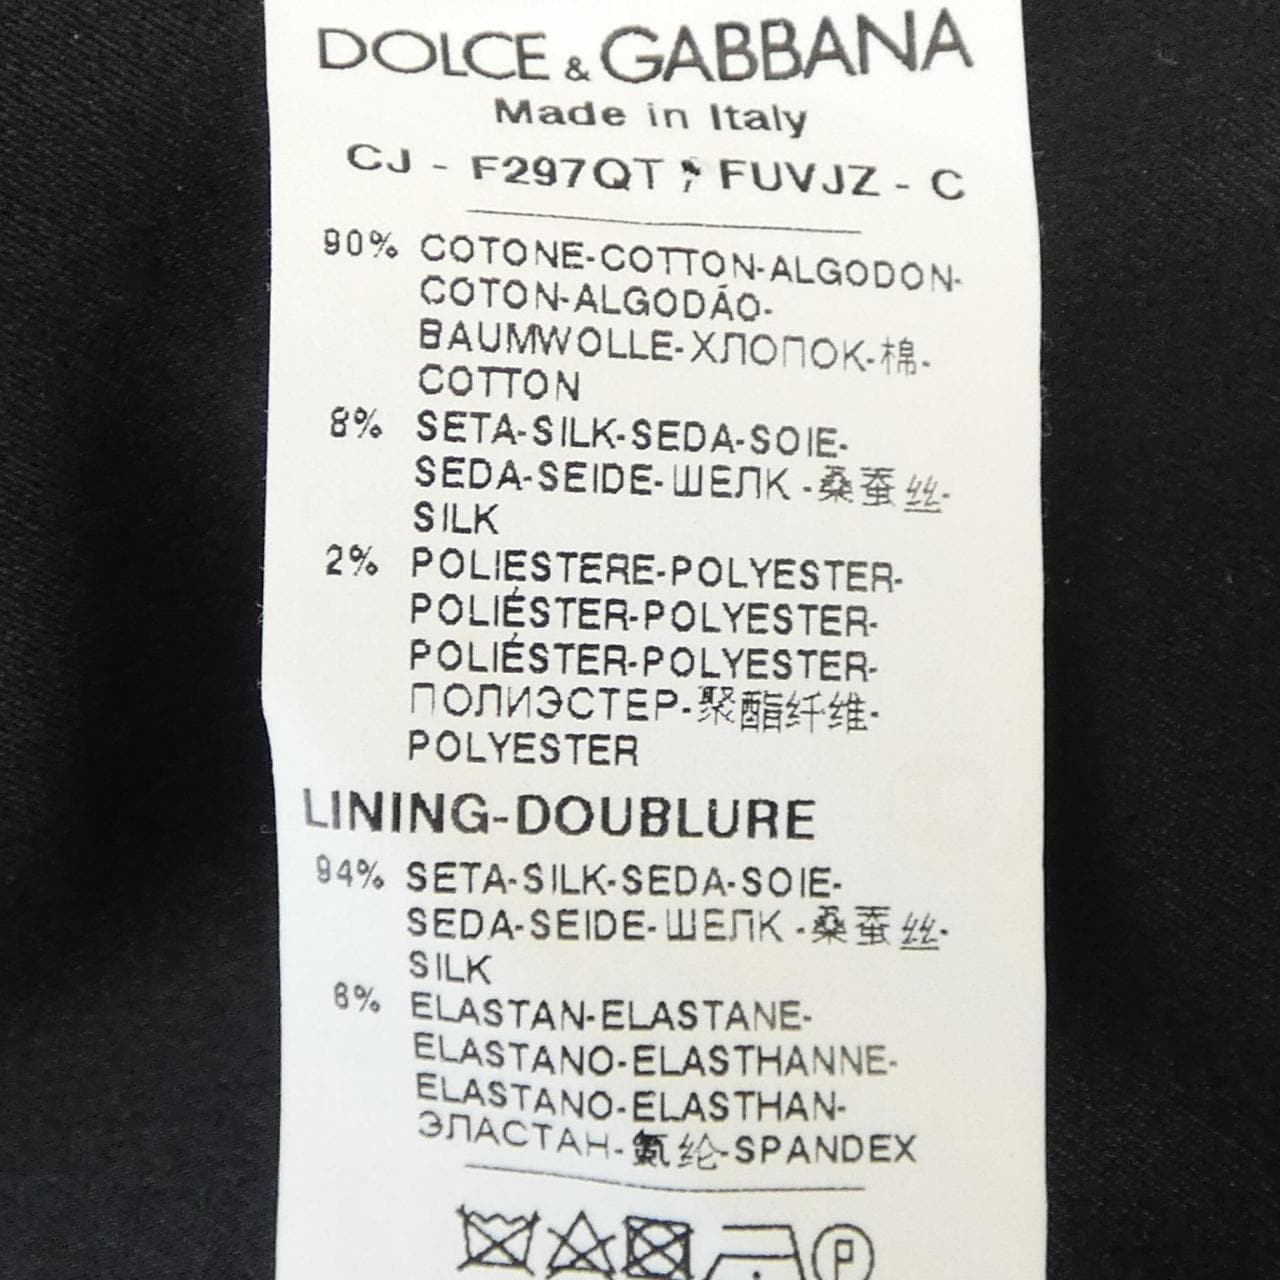 DOLCE & GABBANA
Made in Italy
CJ - F297QT - FUVJZ - C
90% COTONE-COTTON-ALGODON-
COTON-ALGODÃO-
BAUMWOLLE-ХЛОПОК-棉-
COTTON
8% SETA-SILK-SEDA-SOIE-
SEDA-SEIDE-ШЕЛК-桑蚕丝-
SILK
2% POLIESTERE-POLYESTER-
POLIÉSTER-POLYESTER-
POLIÉSTER-POLYESTER-
ПОЛИЭСТЕР-聚酯纤维-
POLYESTER
LINING-DOUBLURE
94% SETA-SILK-SEDA-SOIE-
SEDA-SEIDE-ШЕЛК-桑蚕丝-
SILK
6% ELASTAN-ELASTANE-
ELASTANO-ELASTHANNE-
ELASTANO-ELASTHAN-
ЭЛАСТАН-氨纶-SPANDEX
P